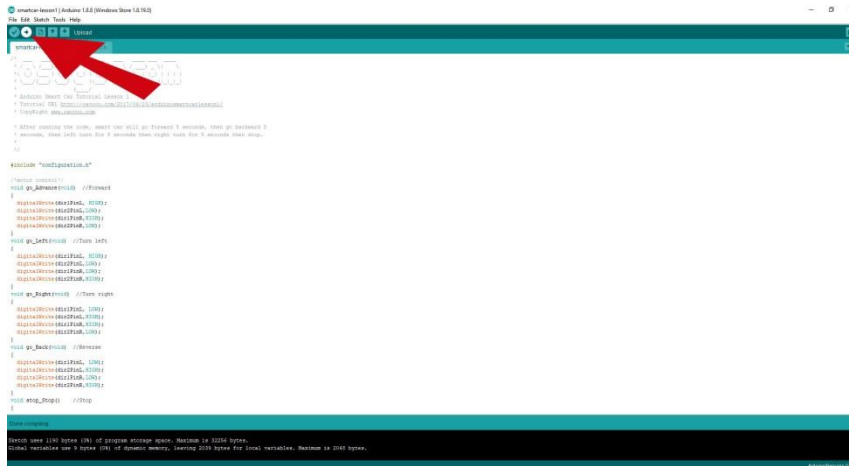 smartcar-lesson1 | Arduino 1.8.8 (Windows Store 1.8.19.0)
File Edit Sketch Tools Help
Upload
* Arduino Smart Car Tutorial Lesson 1
* Tutorial URL http://osoyoo.com/2017/04/23/arduinosmartcarlesson1/
* CopyRight www.osoyoo.com
* After running the code, smart car will go forward 5 seconds, then go backward 5
* seconds, then left turn for 5 seconds then right turn for 5 seconds then stop.
*
*/
#include "configuration.h"
/*motor control*/
void go_Advance(void) //Forward
{
digitalWrite(dir1PinL, HIGH);
digitalWrite(dir2PinL,LOW);
digitalWrite(dir1PinR,HIGH);
digitalWrite(dir2PinR,LOW);
}
void go_Left(void) //Turn left
{
digitalWrite(dir1PinL, HIGH);
digitalWrite(dir2PinL,LOW);
digitalWrite(dir1PinR,LOW);
digitalWrite(dir2PinR,HIGH);
}
void go_Right(void) //Turn right
{
digitalWrite(dir1PinL, LOW);
digitalWrite(dir2PinL,HIGH);
digitalWrite(dir1PinR,HIGH);
digitalWrite(dir2PinR,LOW);
}
void go_Back(void) //Reverse
{
digitalWrite(dir1PinL, LOW);
digitalWrite(dir2PinL,HIGH);
digitalWrite(dir1PinR,LOW);
digitalWrite(dir2PinR,HIGH);
}
void stop_Stop() //Stop
{
Done compiling.
Sketch uses 1190 bytes (3%) of program storage space. Maximum is 32256 bytes.
Global variables use 9 bytes (0%) of dynamic memory, leaving 2039 bytes for local variables. Maximum is 2048 bytes.